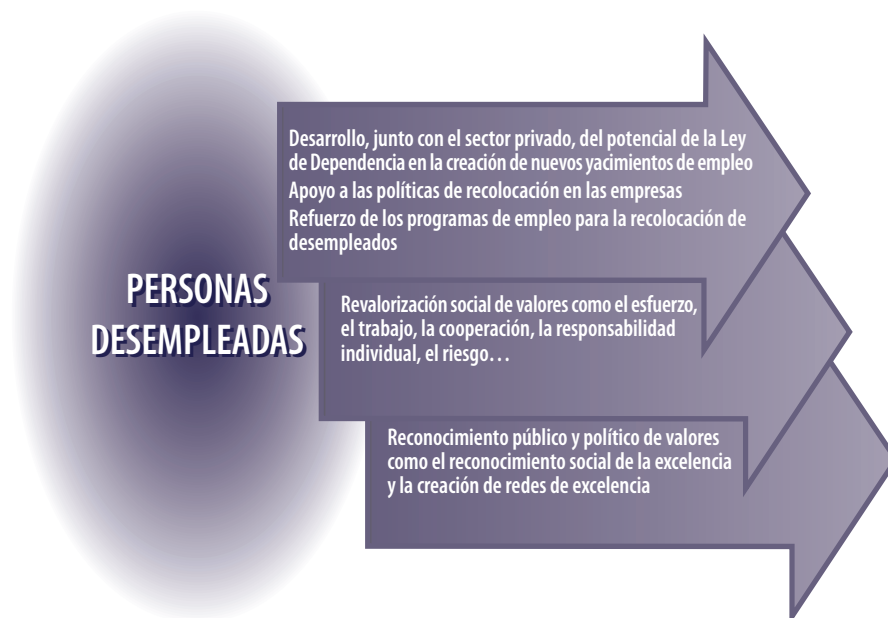 Desarrollo, junto con el sector privado, del potencial de la Ley
de Dependencia en la creación de nuevos yacimientos de empleo
Apoyo a las políticas de recolocación en las empresas
Refuerzo de los programas de empleo para la recolocación de
desempleados
PERSONAS
DESEMPLEADAS
Revalorización social de valores como el esfuerzo,
el trabajo, la cooperación, la responsabilidad
individual, el riesgo…
Reconocimiento público y político de valores
como el reconocimiento social de la excelencia
y la creación de redes de excelencia